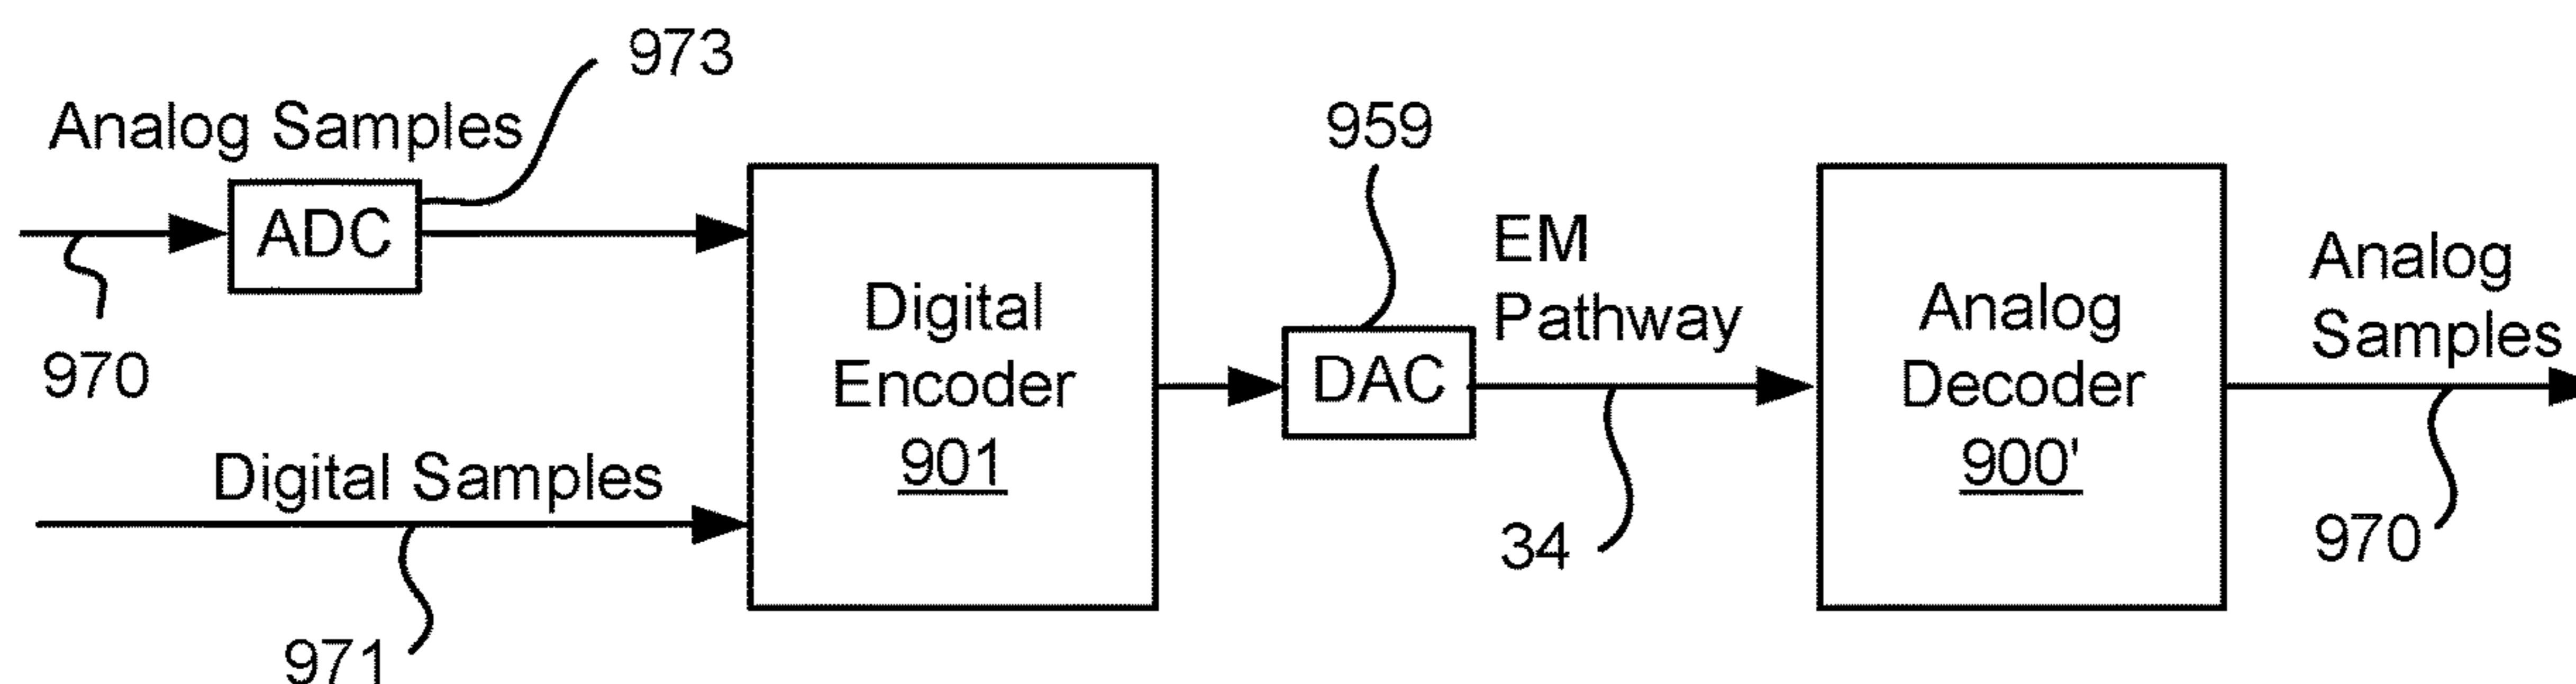 973
Analog Samples
ADC
970
Digital Samples
971
Digital
Encoder
901
959
DAC
EM
Pathway
34
Analog
Decoder
900'
Analog
Samples
970